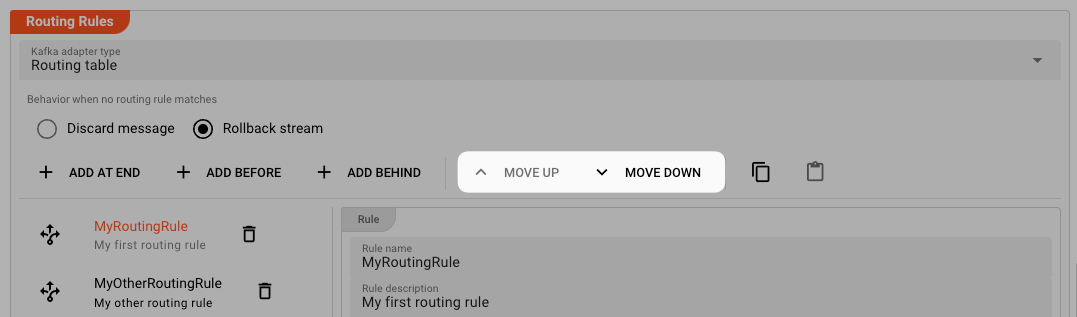 Routing Rules
Kafka adapter type
Routing table
Behavior when no routing rule matches
Discard message Rollback stream
ADD AT END ADD BEFORE ADD BEHIND MOVE UP MOVE DOWN
MyRoutingRule
My first routing rule
MyOtherRoutingRule
My other routing rule
Rule
Rule name
MyRoutingRule
Rule description
My first routing rule